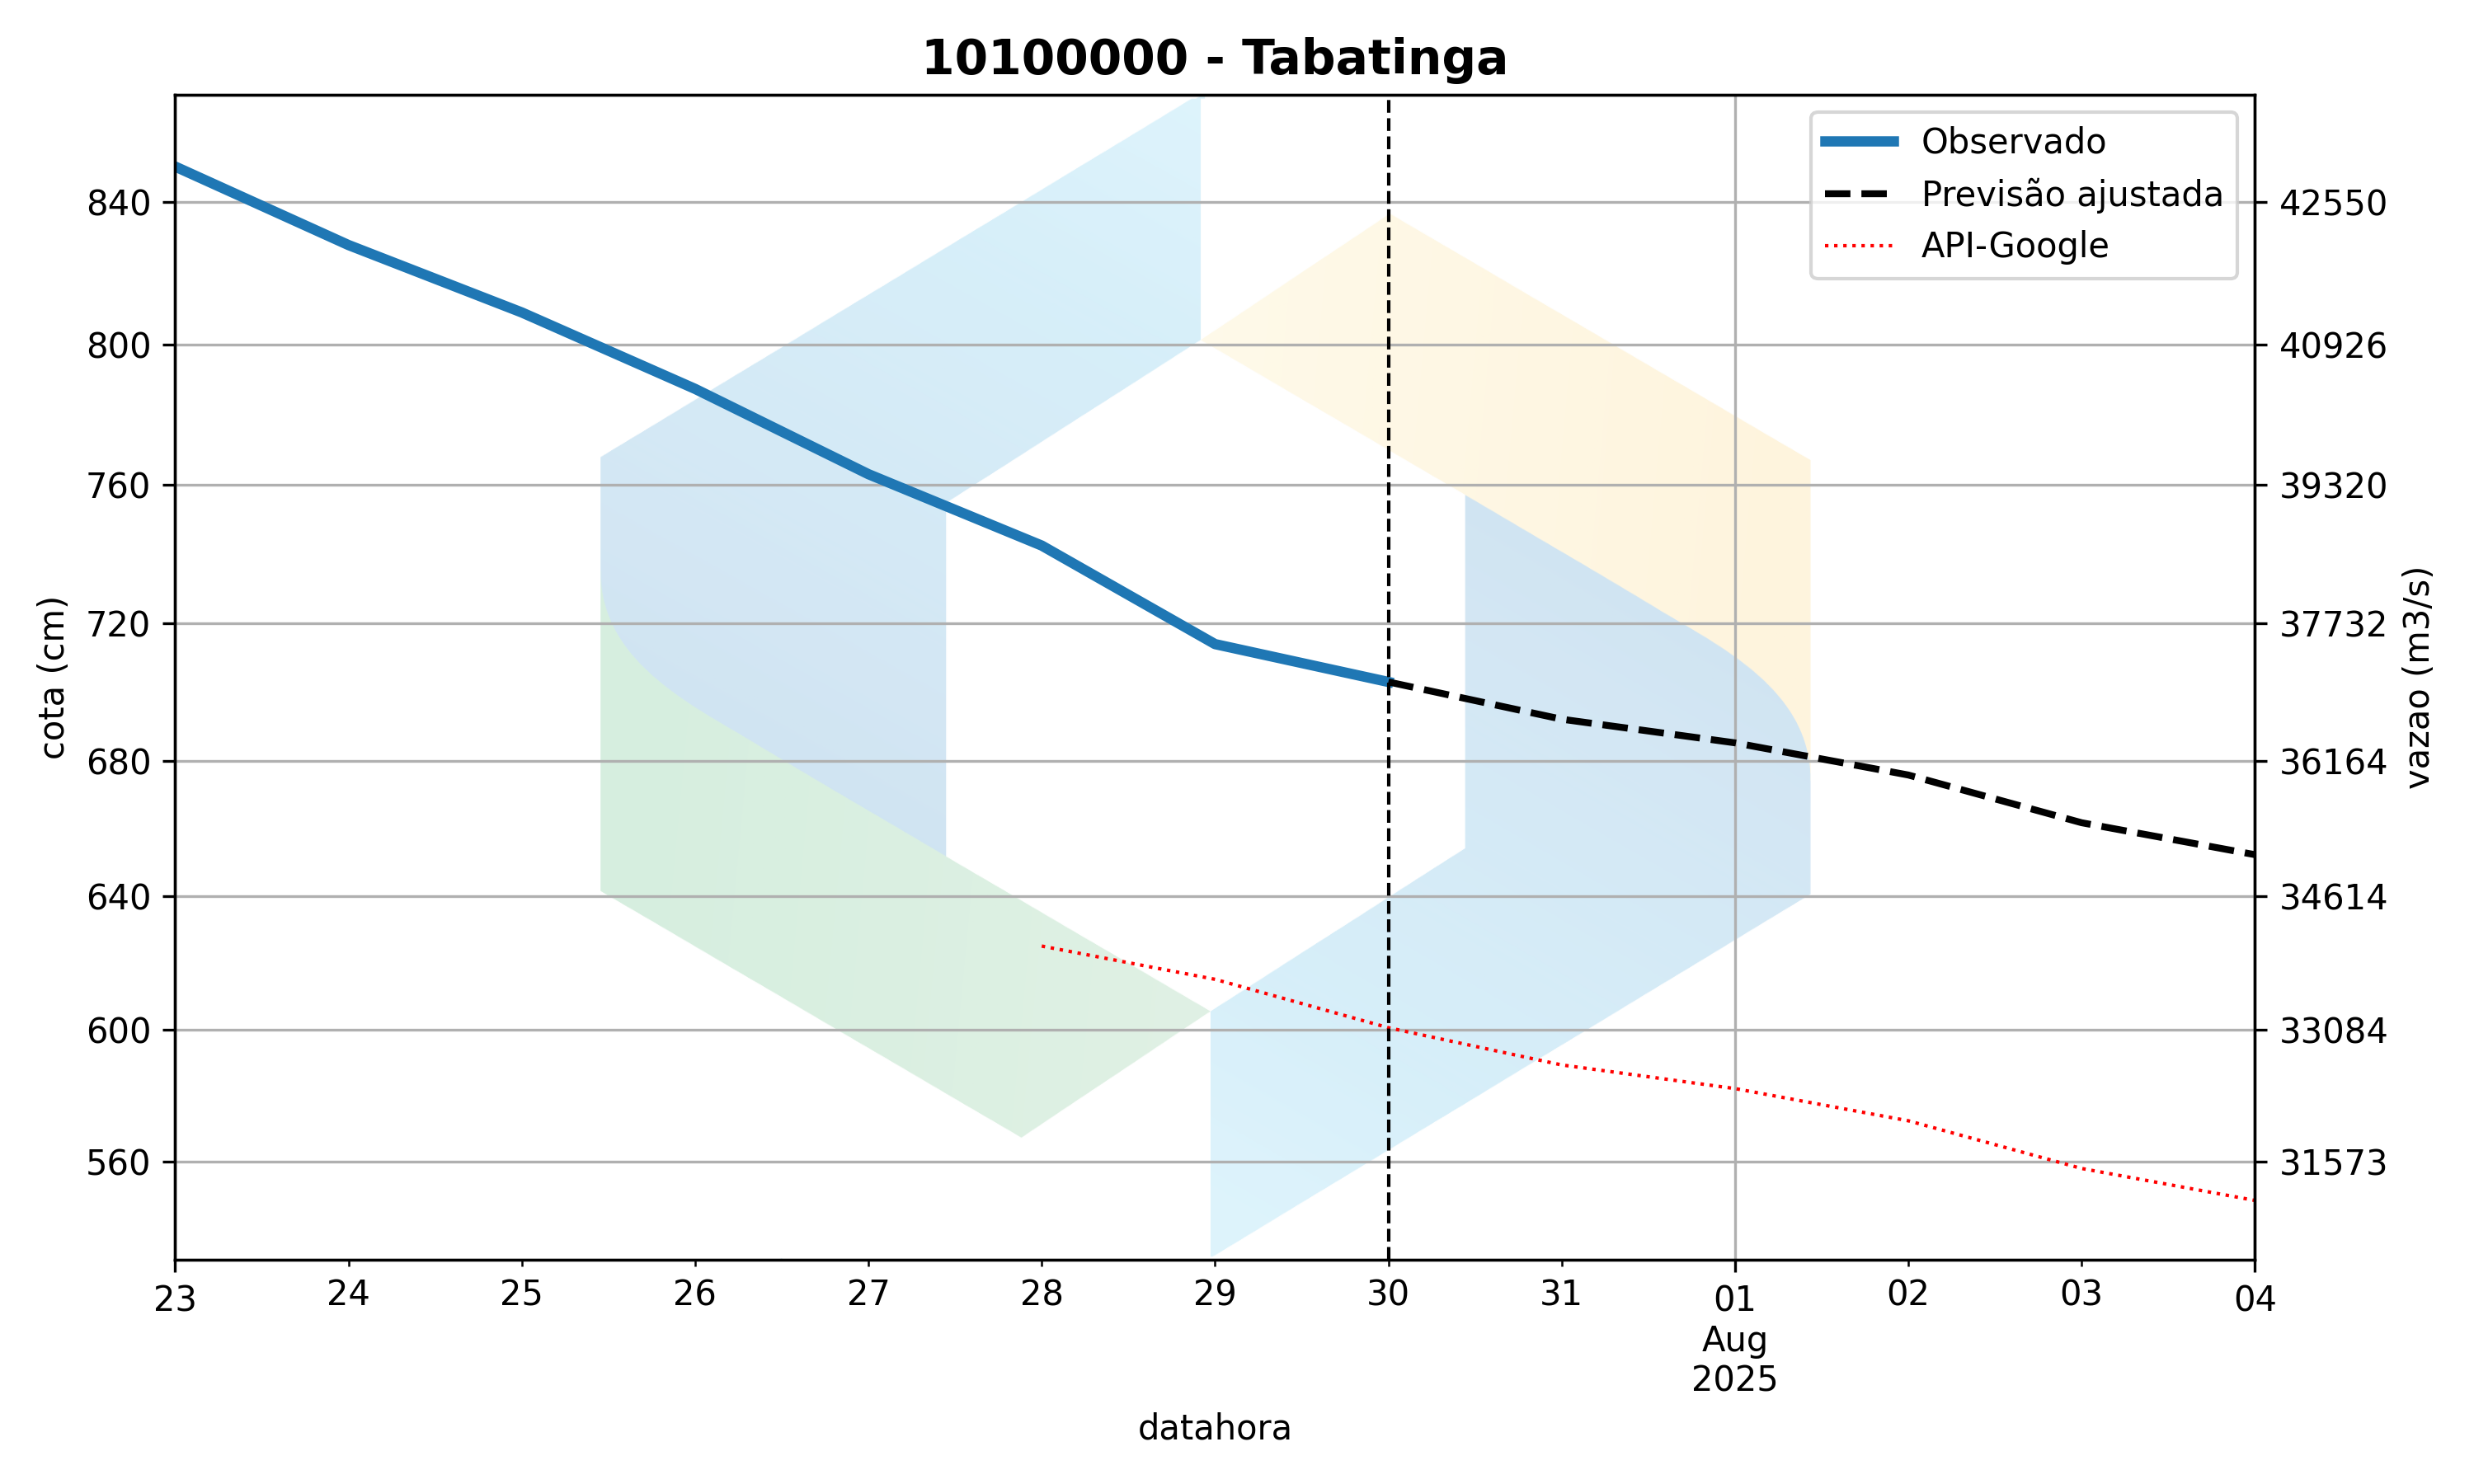 10100000 - Tabatinga
Observado
Previsão ajustada
API-Google
840
800
760
720
680
640
600
560
cota (cm)
42550
40926
39320
37732
36164
34614
33084
31573
vazao (m3/s)
23 24 25 26 27 28 29 30 31 01 02 03 04
Aug
2025
datahora